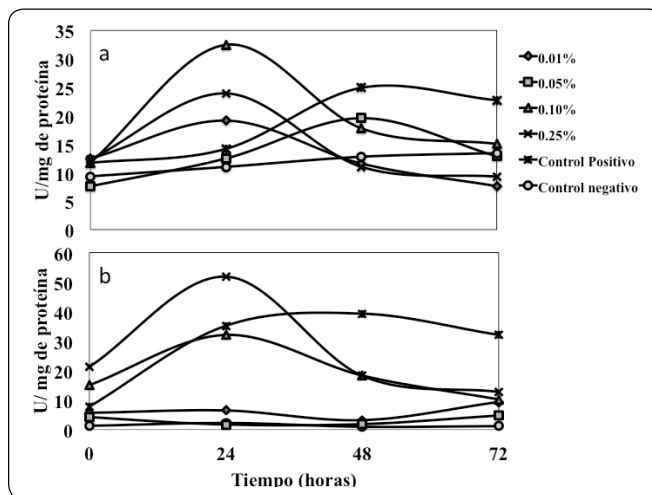 a
U/mg de proteína
35
30
25
20
15
10
5
0
0.01%
0.05%
0.10%
0.25%
Control Positivo
Control negativo
b
U/ mg de proteína
60
50
40
30
20
10
0
0 24 48 72
Tiempo (horas)